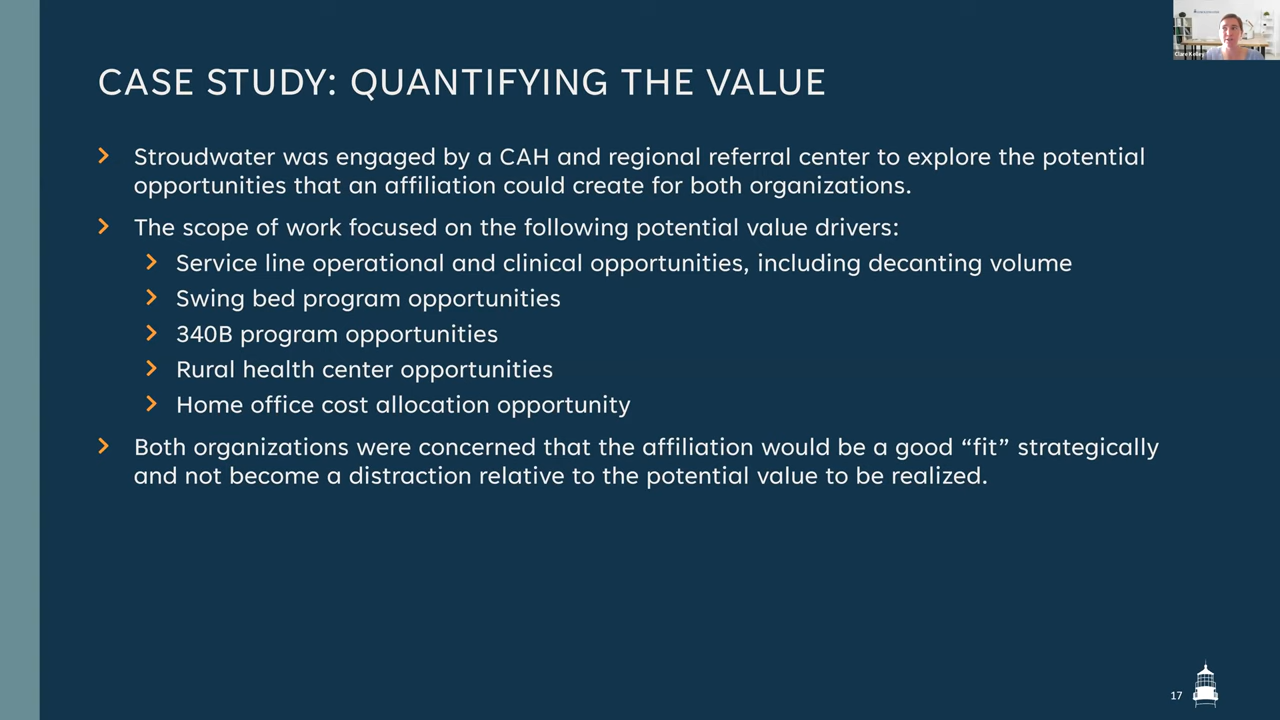 CASE STUDY: QUANTIFYING THE VALUE
Stroudwater was engaged by a CAH and regional referral center to explore the potential
opportunities that an affiliation could create for both organizations.
The scope of work focused on the following potential value drivers:
Service line operational and clinical opportunities, including decanting volume
Swing bed program opportunities
340B program opportunities
Rural health center opportunities
Home office cost allocation opportunity
Both organizations were concerned that the affiliation would be a good “fit” strategically
and not become a distraction relative to the potential value to be realized.
17